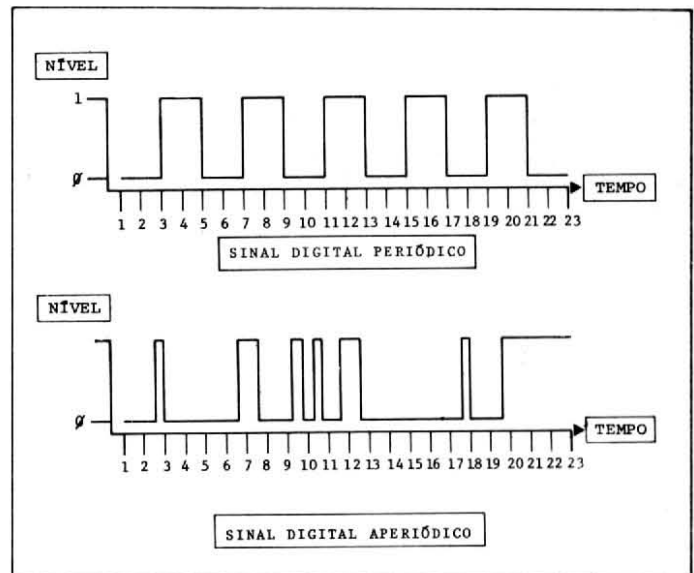 NÍVEL
1
Ø
TEMPO
1 2 3 4 5 6 7 8 9 10 11 12 13 14 15 16 17 18 19 20 21 22 23
SINAL DIGITAL PERIÓDICO
NÍVEL
Ø
TEMPO
1 2 3 4 5 6 7 8 9 10 11 12 13 14 15 16 17 18 19 20 21 22 23
SINAL DIGITAL APERIÓDICO